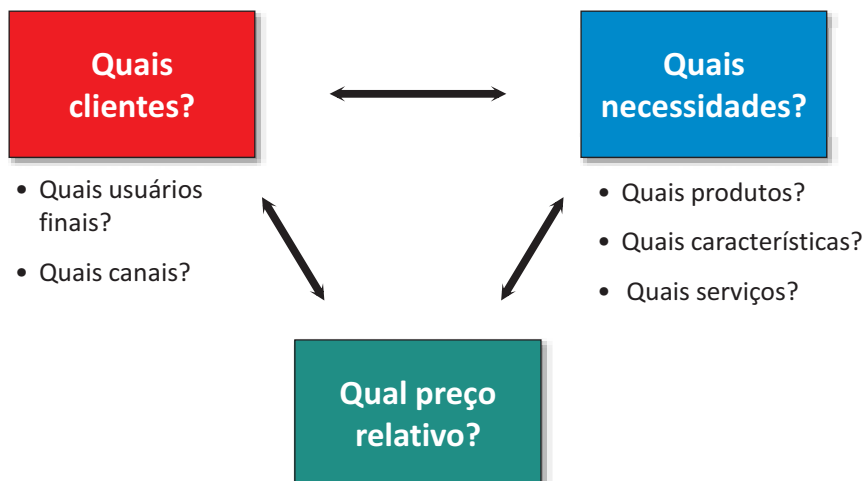 Quais
clientes?
• Quais usuários
finais?
• Quais canais?
Quais
necessidades?
• Quais produtos?
• Quais características?
• Quais serviços?
Qual preço
relativo?